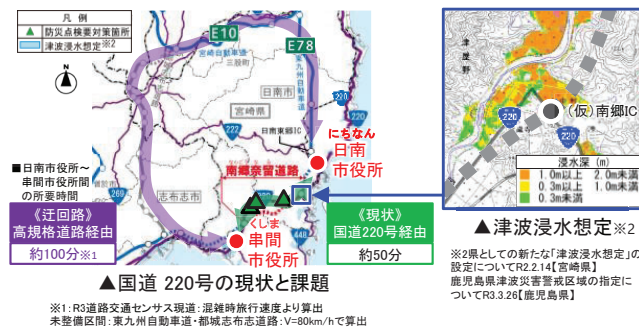 凡 例
防災点検要対策箇所
津波浸水想定※2
N
E10
E78
宮崎自動車道
三股町
東九州自動車道
日南市
宮崎県
220
222
220
日南東郷IC
にちなん
日南
市役所
南郷奈留道路
■日南市役所~
串間市役所間
の所要時間
269
志布志市
220
448
くしま
串間
市役所
《迂回路》
高規格道路経由
約100分※1
《現状》
国道220号経由
約50分
▲国道 220号の現状と課題
※1:R3道路交通センサス現道:混雑時旅行速度より算出
未整備区間:東九州自動車道・都城志布志道路:V=80km/hで算出
津
屋
野
(仮)南郷IC
220
220
浸水深 (m)
1.0m以上 2.0m未満
0.3m以上 1.0m未満
0.3m未満
▲津波浸水想定※2
※2県としての新たな「津波浸水想定」の
設定についてR2.2.14【宮崎県】
鹿児島県津波災害警戒区域の指定に
ついてR3.3.26【鹿児島県】